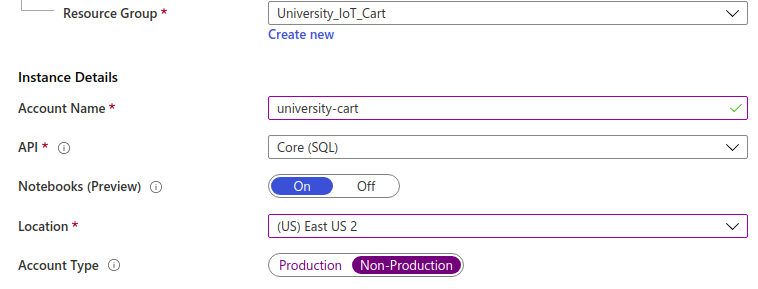 Resource Group * University_IoT_Cart
Create new
Instance Details
Account Name * university-cart
API * Core (SQL)
Notebooks (Preview) On Off
Location * (US) East US 2
Account Type Production Non-Production